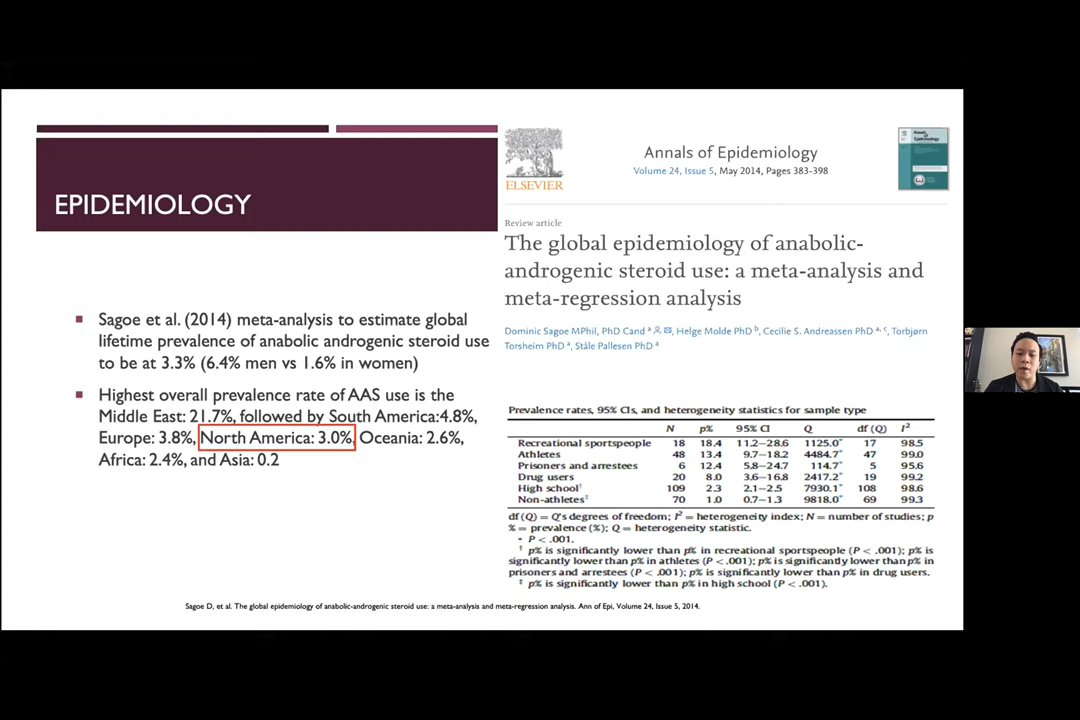 EPIDEMIOLOGY
Sagoe et al. (2014) meta-analysis to estimate global
lifetime prevalence of anabolic androgenic steroid use
to be at 3.3% (6.4% men vs 1.6% in women)
Highest overall prevalence rate of AAS use is the
Middle East: 21.7%, followed by South America:4.8%,
Europe: 3.8%, North America: 3.0%, Oceania: 2.6%,
Africa: 2.4%, and Asia: 0.2
ELSEVIER
Annals of Epidemiology
Volume 24, Issue 5, May 2014, Pages 383-398
Review article
The global epidemiology of anabolic-
androgenic steroid use: a meta-analysis and
meta-regression analysis
Dominic Sagoe MPhil, PhD Cand ª, Helge Molde PhD ᵇ, Cecilie S. Andreassen PhD ª, ᶜ, Torbjørn
Torsheim PhD ª, Ståle Pallesen PhD ª
Prevalence rates, 95% CIs, and heterogeneity statistics for sample type
N p% 95% CI Q df (Q) I²
Recreational sportspeople 18 18.4 11.2–28.6 1125.0* 17 98.5
Athletes 48 13.4 9.7–18.2 4484.7* 47 99.0
Prisoners and arrestees 6 12.4 5.8–24.7 114.7* 5 95.6
Drug users 20 8.0 3.6–16.8 2417.2* 19 99.2
High school† 109 2.3 2.1–2.5 7930.1* 108 98.6
Non-athletes‡ 70 1.0 0.7–1.3 9818.0* 69 99.3
df (Q) = Q's degrees of freedom; I² = heterogeneity index; N = number of studies; p
% = prevalence (%); Q = heterogeneity statistic.
* P < .001.
† p% is significantly lower than p% in recreational sportspeople (P < .001); p% is
significantly lower than p% in athletes (P < .001); p% is significantly lower than p% in
prisoners and arrestees (P < .001); p% is significantly lower than p% in drug users.
‡ p% is significantly lower than p% in high school (P < .001).
Sagoe D, et al. The global epidemiology of anabolic-androgenic steroid use: a meta-analysis and meta-regression analysis. Ann of Epi, Volume 24, Issue 5, 2014.